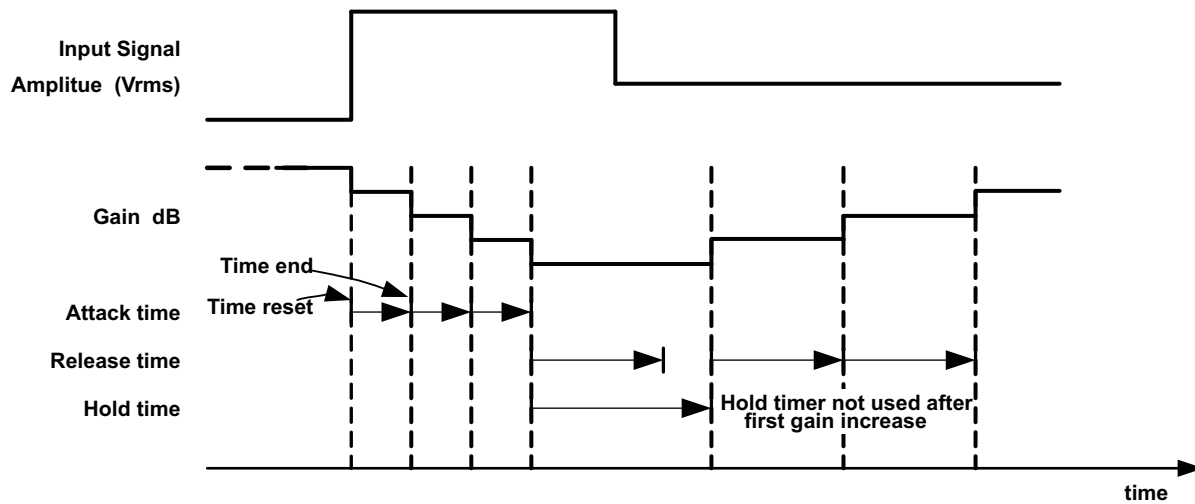 Input Signal
Amplitue (Vrms)
Gain dB
Time end
Time reset
Attack time
Release time
Hold time
Hold timer not used after
first gain increase
time